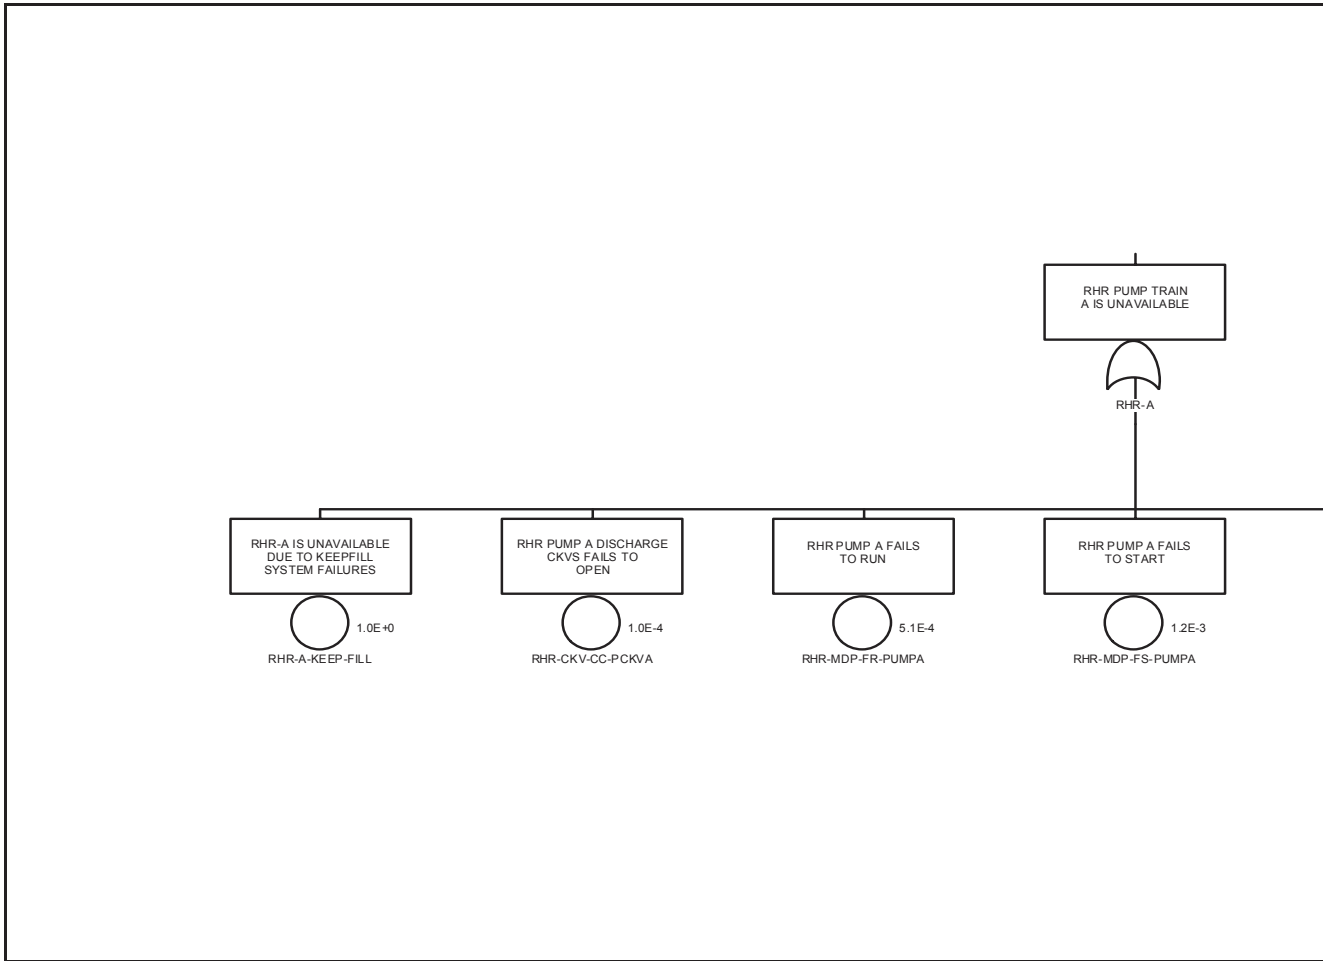 RHR PUMP TRAIN
A IS UNAVAILABLE
RHR-A
RHR-A IS UNAVAILABLE
DUE TO KEEPFILL
SYSTEM FAILURES
1.0E+0
RHR-A-KEEP-FILL
RHR PUMP A DISCHARGE
CKVS FAILS TO
OPEN
1.0E-4
RHR-CKV-CC-PCKVA
RHR PUMP A FAILS
TO RUN
5.1E-4
RHR-MDP-FR-PUMPA
RHR PUMP A FAILS
TO START
1.2E-3
RHR-MDP-FS-PUMPA